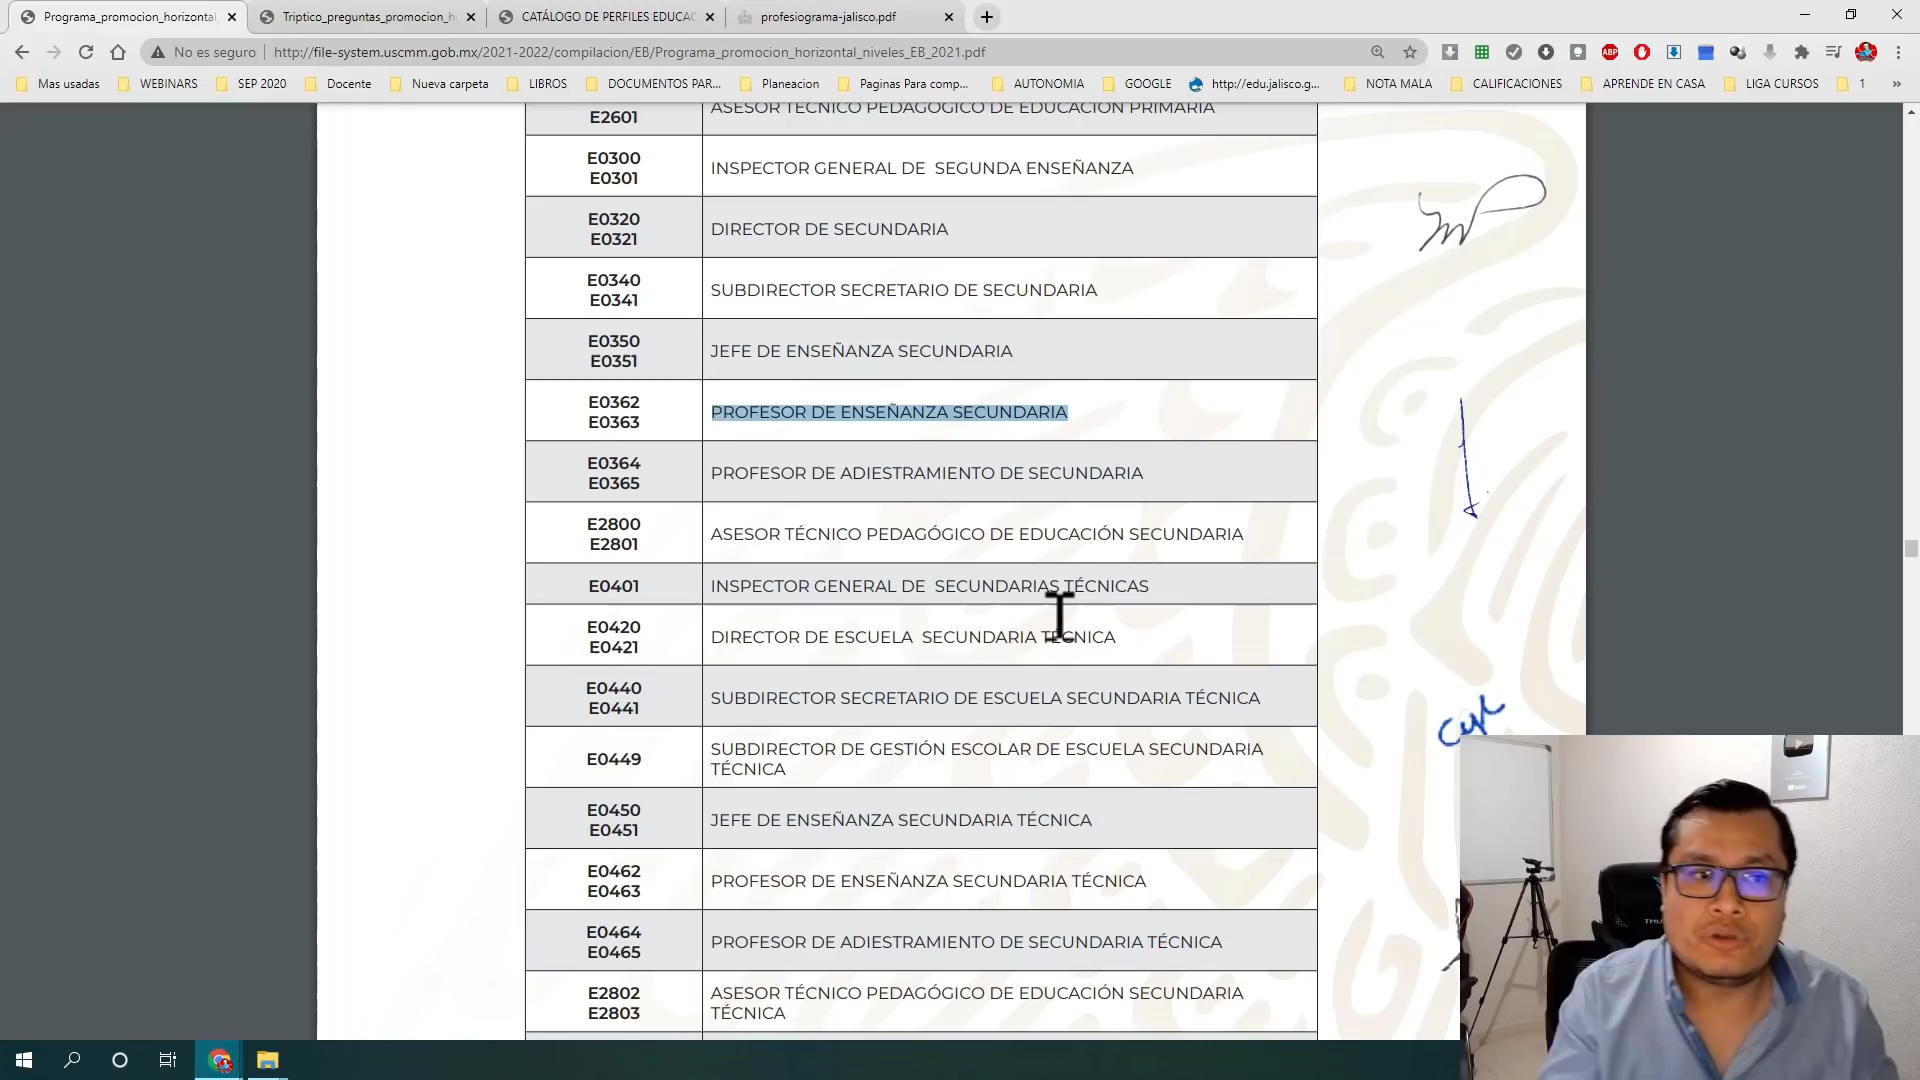 Programa_promocion_horizontal
Triptico_preguntas_promocion_h
CATÁLOGO DE PERFILES EDUCAC
profesiograma-jalisco.pdf
No es seguro
http://file-system.uscmm.gob.mx/2021-2022/compilacion/EB/Programa_promocion_horizontal_niveles_EB_2021.pdf
Mas usadas
WEBINARS
SEP 2020
Docente
Nueva carpeta
LIBROS
DOCUMENTOS PAR...
Planeacion
Paginas Para comp...
AUTONOMIA
GOOGLE
http://edu.jalisco.g...
NOTA MALA
CALIFICACIONES
APRENDE EN CASA
LIGA CURSOS
1
»
E2601
ASESOR TÉCNICO PEDAGÓGICO DE EDUCACIÓN PRIMARIA
E0300
E0301
INSPECTOR GENERAL DE SEGUNDA ENSEÑANZA
E0320
E0321
DIRECTOR DE SECUNDARIA
E0340
E0341
SUBDIRECTOR SECRETARIO DE SECUNDARIA
E0350
E0351
JEFE DE ENSEÑANZA SECUNDARIA
E0362
E0363
PROFESOR DE ENSEÑANZA SECUNDARIA
E0364
E0365
PROFESOR DE ADIESTRAMIENTO DE SECUNDARIA
E2800
E2801
ASESOR TÉCNICO PEDAGÓGICO DE EDUCACIÓN SECUNDARIA
E0401
INSPECTOR GENERAL DE SECUNDARIAS TÉCNICAS
E0420
E0421
DIRECTOR DE ESCUELA SECUNDARIA TÉCNICA
E0440
E0441
SUBDIRECTOR SECRETARIO DE ESCUELA SECUNDARIA TÉCNICA
E0449
SUBDIRECTOR DE GESTIÓN ESCOLAR DE ESCUELA SECUNDARIA
TÉCNICA
E0450
E0451
JEFE DE ENSEÑANZA SECUNDARIA TÉCNICA
E0462
E0463
PROFESOR DE ENSEÑANZA SECUNDARIA TÉCNICA
E0464
E0465
PROFESOR DE ADIESTRAMIENTO DE SECUNDARIA TÉCNICA
E2802
E2803
ASESOR TÉCNICO PEDAGÓGICO DE EDUCACIÓN SECUNDARIA
TÉCNICA
ABP